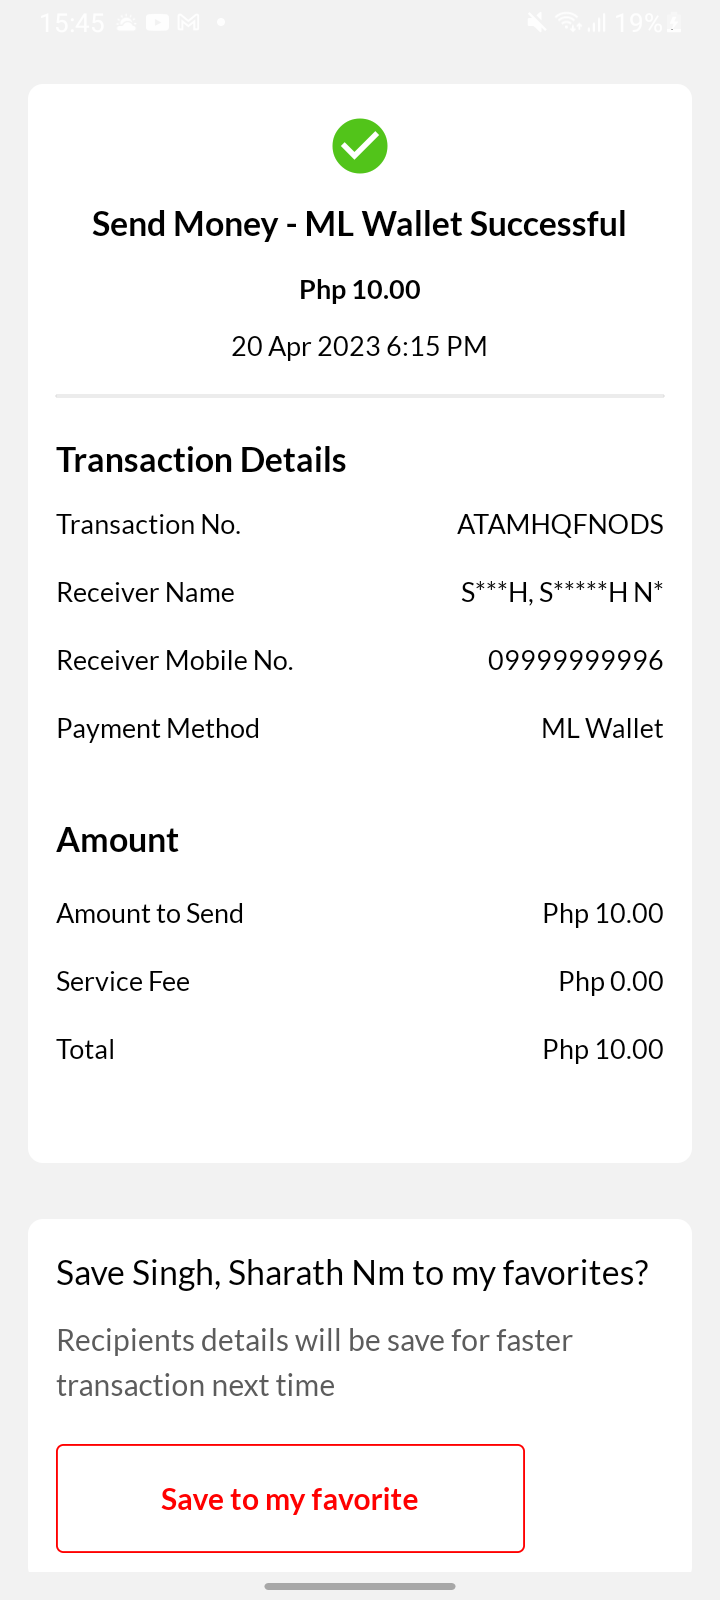 15:45
19%
Send Money - ML Wallet Successful
Php 10.00
20 Apr 2023 6:15 PM
Transaction Details
Transaction No. ATAMHQFNODS
Receiver Name S***H, S*****H N*
Receiver Mobile No. 09999999996
Payment Method ML Wallet
Amount
Amount to Send Php 10.00
Service Fee Php 0.00
Total Php 10.00
Save Singh, Sharath Nm to my favorites?
Recipients details will be save for faster
transaction next time
Save to my favorite